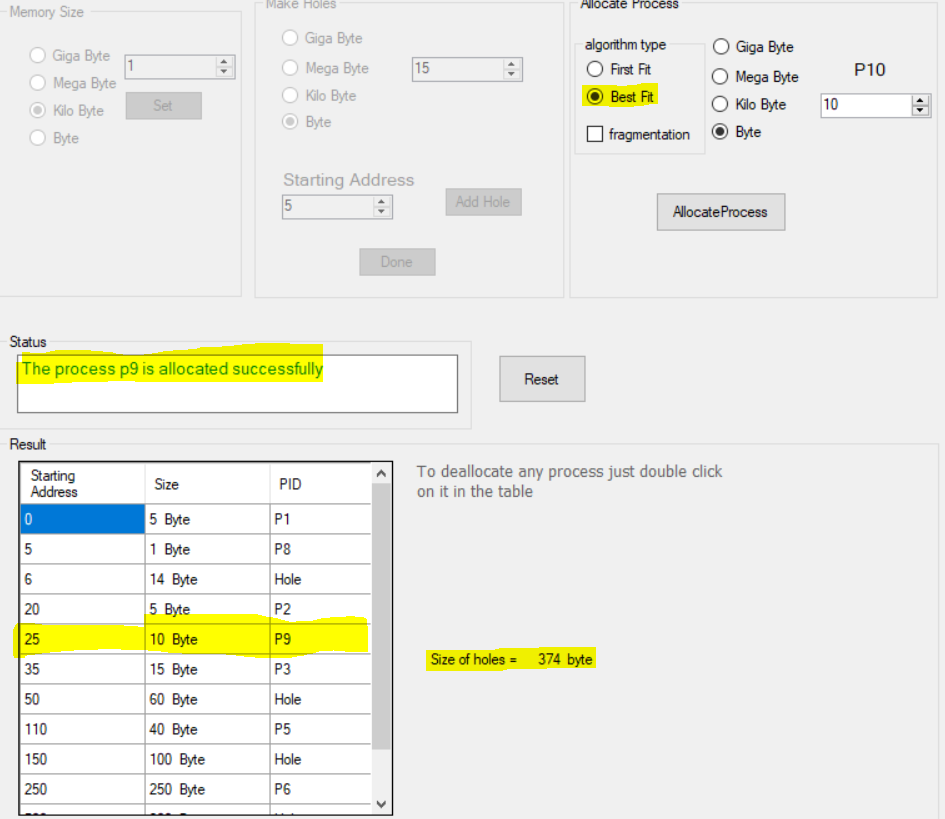 Memory Size
Giga Byte
Mega Byte
Kilo Byte
Byte
1
Set
Make Holes
Giga Byte
Mega Byte
Kilo Byte
Byte
15
Starting Address
5
Add Hole
Done
Allocate Process
algorithm type
First Fit
Best Fit
fragmentation
Giga Byte
Mega Byte
Kilo Byte
Byte
P10
10
AllocateProcess
Status
The process p9 is allocated successfully
Reset
Result
Starting Address Size PID
0 5 Byte P1
5 1 Byte P8
6 14 Byte Hole
20 5 Byte P2
25 10 Byte P9
35 15 Byte P3
50 60 Byte Hole
110 40 Byte P5
150 100 Byte Hole
250 250 Byte P6
To deallocate any process just double click
on it in the table
Size of holes = 374 byte